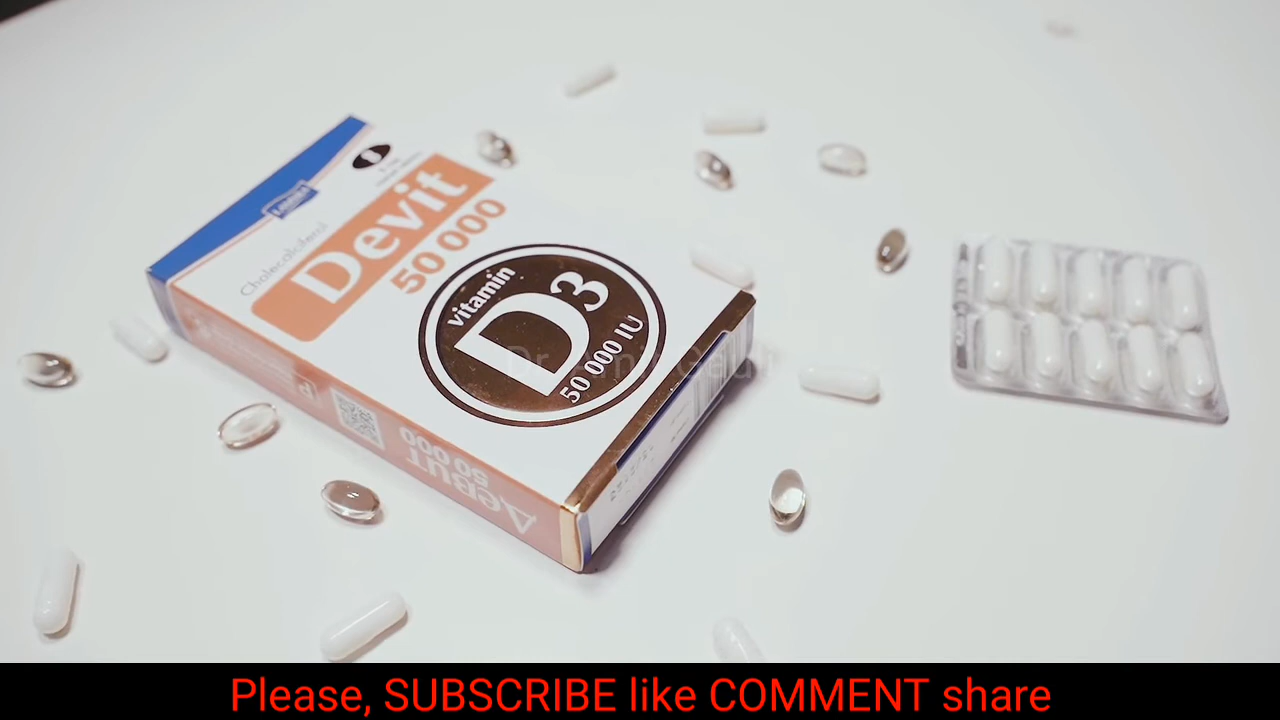 Cholecalciferol
Devit
50 000
vitamin
D3
50 000 IU
Девит
50 000
Please, SUBSCRIBE like COMMENT share